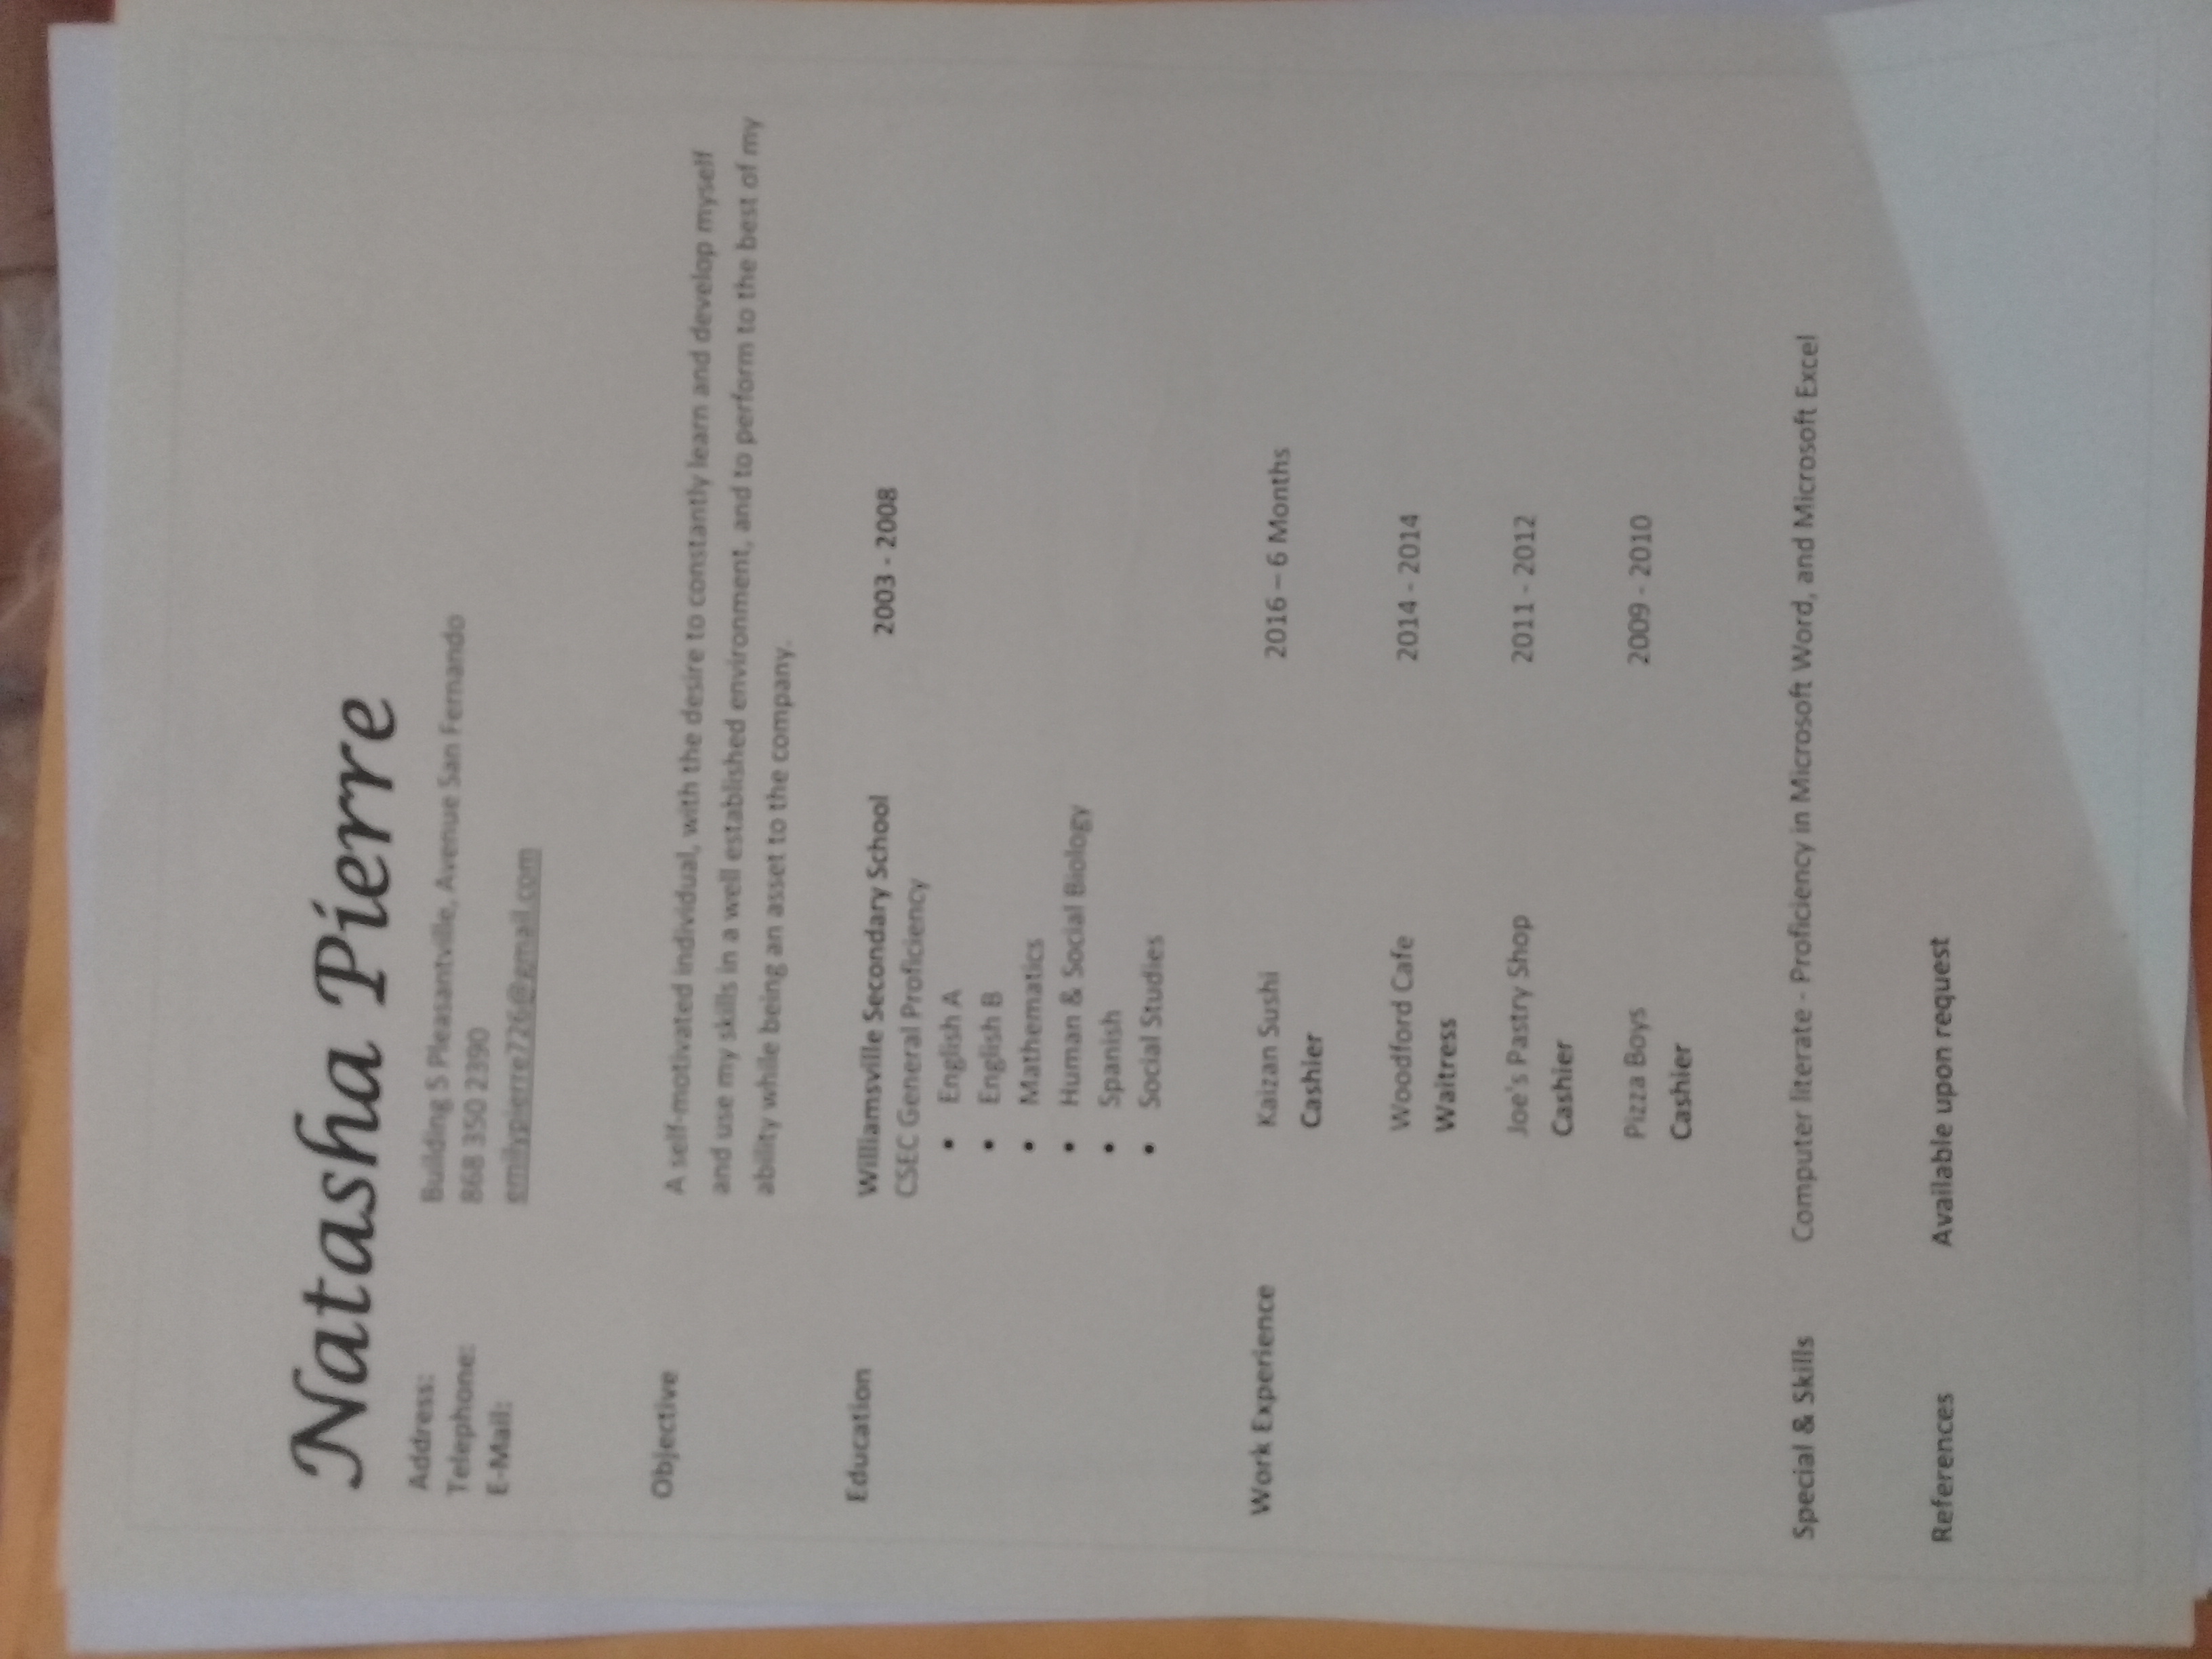 Natasha Pierre
Address: Building 5 Pleasantville, Avenue San Fernando
Telephone: 868 350 2390
E-Mail: emilypierre726@gmail.com
Objective A self-motivated individual, with the desire to constantly learn and develop myself
and use my skills in a well established environment, and to perform to the best of my
ability while being an asset to the company.
Education Williamsville Secondary School 2003 - 2008
CSEC General Proficiency
• English A
• English B
• Mathematics
• Human & Social Biology
• Spanish
• Social Studies
Work Experience Kaizan Sushi 2016 – 6 Months
Cashier
Woodford Cafe 2014 - 2014
Waitress
Joe's Pastry Shop 2011 - 2012
Cashier
Pizza Boys 2009 - 2010
Cashier
Special & Skills Computer literate - Proficiency in Microsoft Word, and Microsoft Excel
References Available upon request